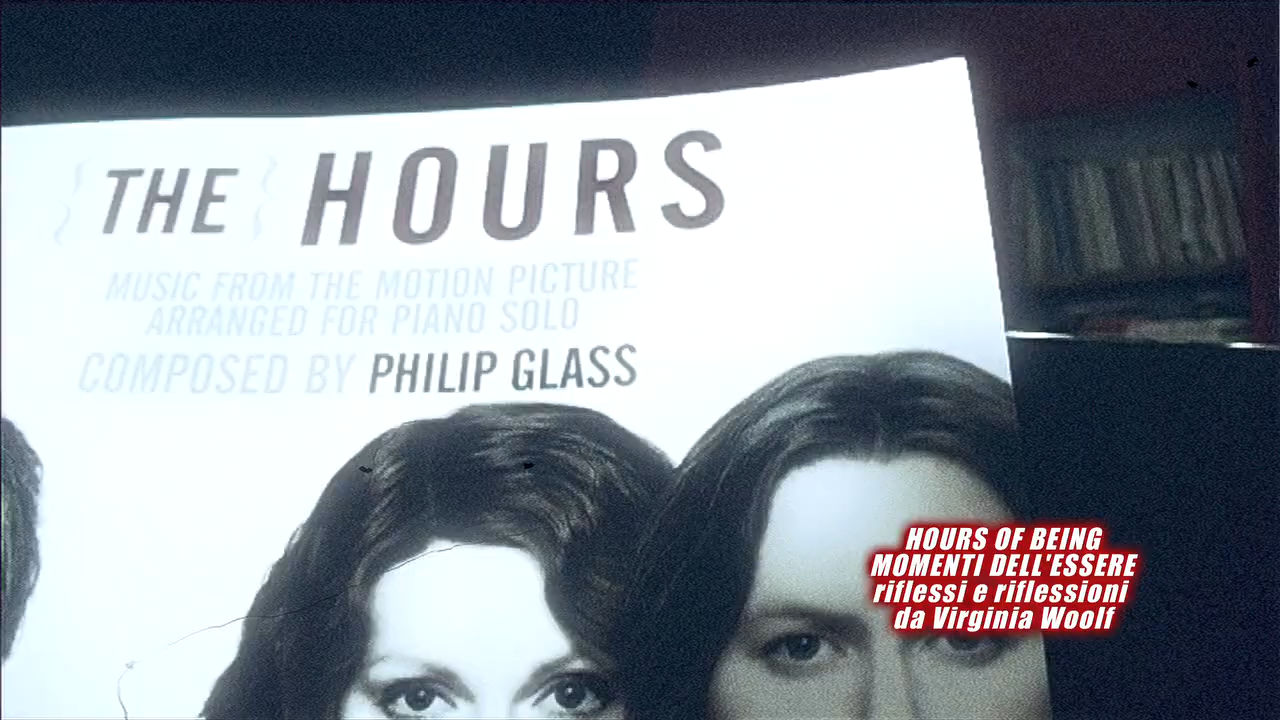 {THE} HOURS
MUSIC FROM THE MOTION PICTURE
ARRANGED FOR PIANO SOLO
COMPOSED BY PHILIP GLASS
HOURS OF BEING
MOMENTI DELL'ESSERE
riflessi e riflessioni
da Virginia Woolf